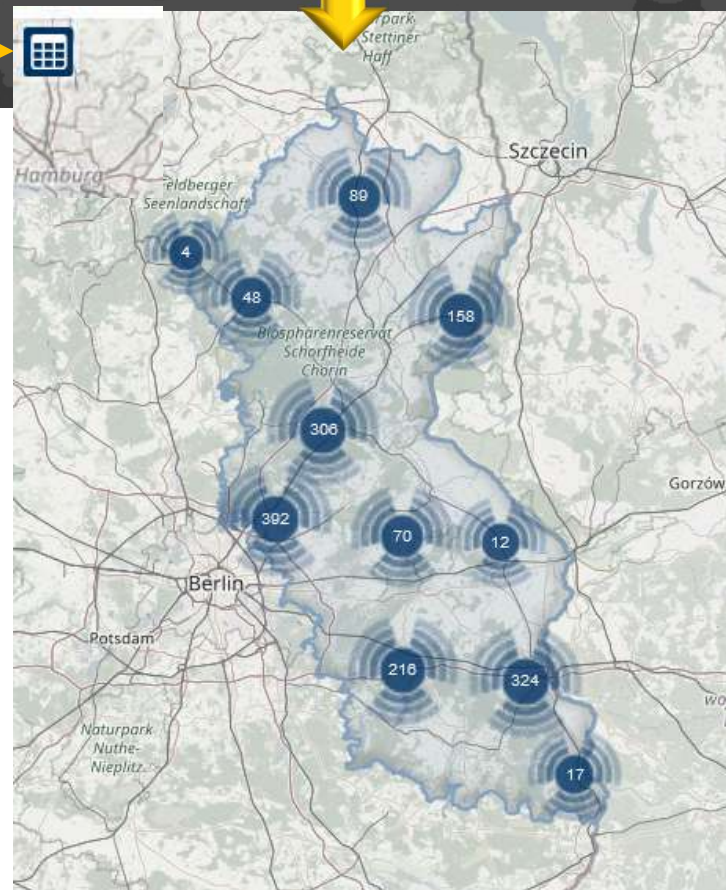 Stettiner
Haff
Szczecin
Hamburg
Seenlandschaft
89
4
48
158
Biosphärenreservat
Schorfheide
Chorin
306
Gorzów
392
70
12
Berlin
Potsdam
216
324
Naturpark
Nuthe-
Nieplitz
17